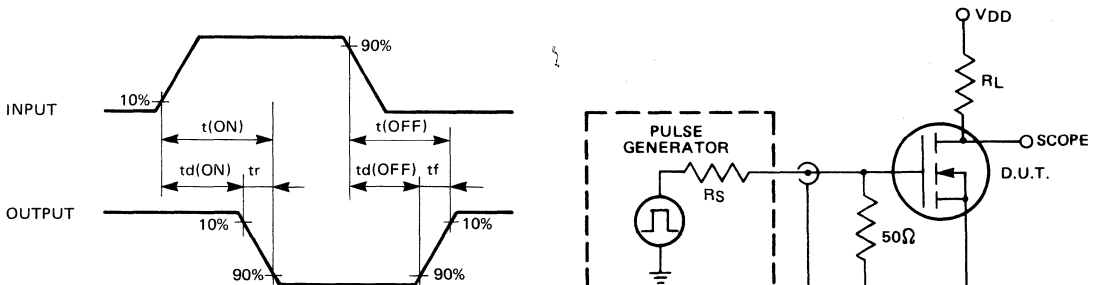 INPUT
10%
90%
t(ON)
t(OFF)
td(ON)
tr
td(OFF)
tf
OUTPUT
10%
90%
10%
90%
VDD
RL
SCOPE
D.U.T.
PULSE
GENERATOR
RS
50Ω